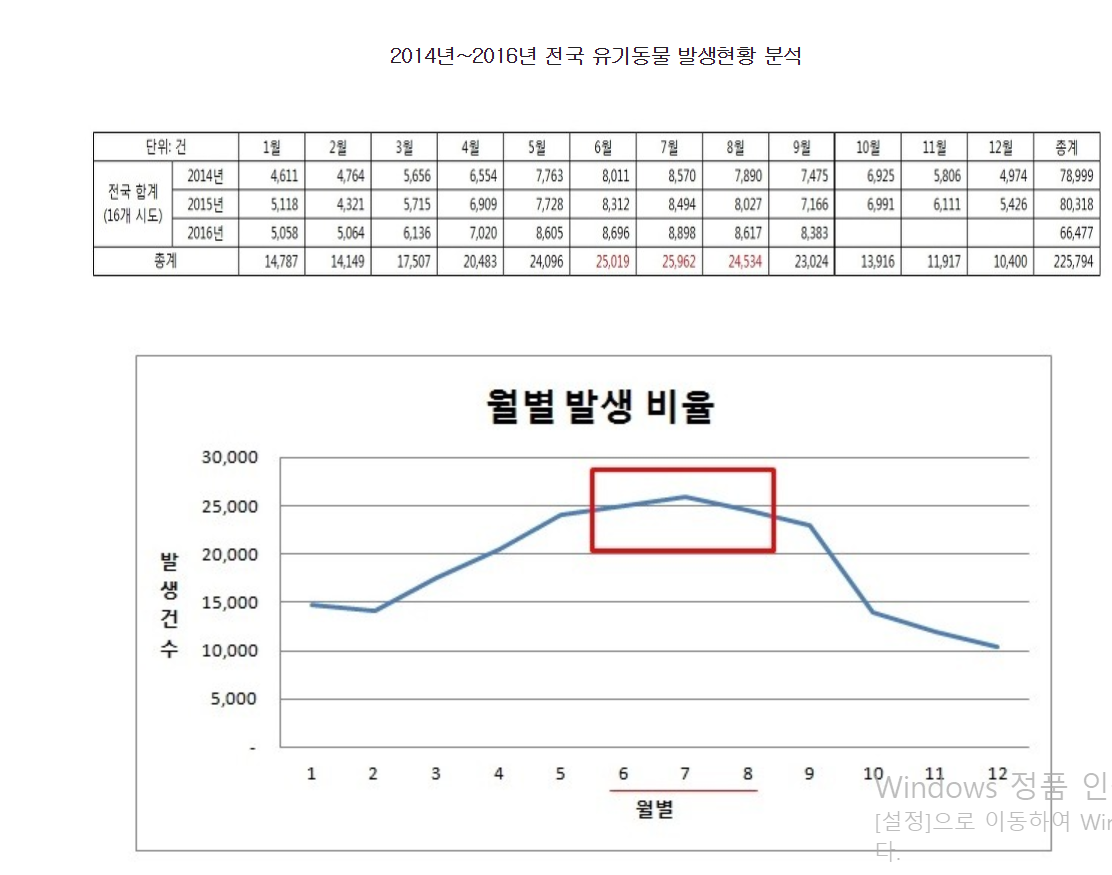 2014년~2016년 전국 유기동물 발생현황 분석
단위: 건 1월 2월 3월 4월 5월 6월 7월 8월 9월 10월 11월 12월 종계
전국 합계 (16개 시도) 2014년 4,611 4,764 5,656 6,554 7,763 8,011 8,570 7,890 7,475 6,925 5,806 4,974 78,999
2015년 5,118 4,321 5,715 6,909 7,728 8,312 8,494 8,027 7,166 6,991 6,111 5,426 80,318
2016년 5,058 5,064 6,136 7,020 8,605 8,696 8,898 8,617 8,383 66,477
총계 14,787 14,149 17,507 20,483 24,096 25,019 25,962 24,534 23,024 13,916 11,917 10,400 225,794
월별 발생 비율
30,000
25,000
20,000
15,000
10,000
5,000
-
발생건수
1 2 3 4 5 6 7 8 9 10 11 12
월별
Windows 정품 인
[설정]으로 이동하여 Wir
다.